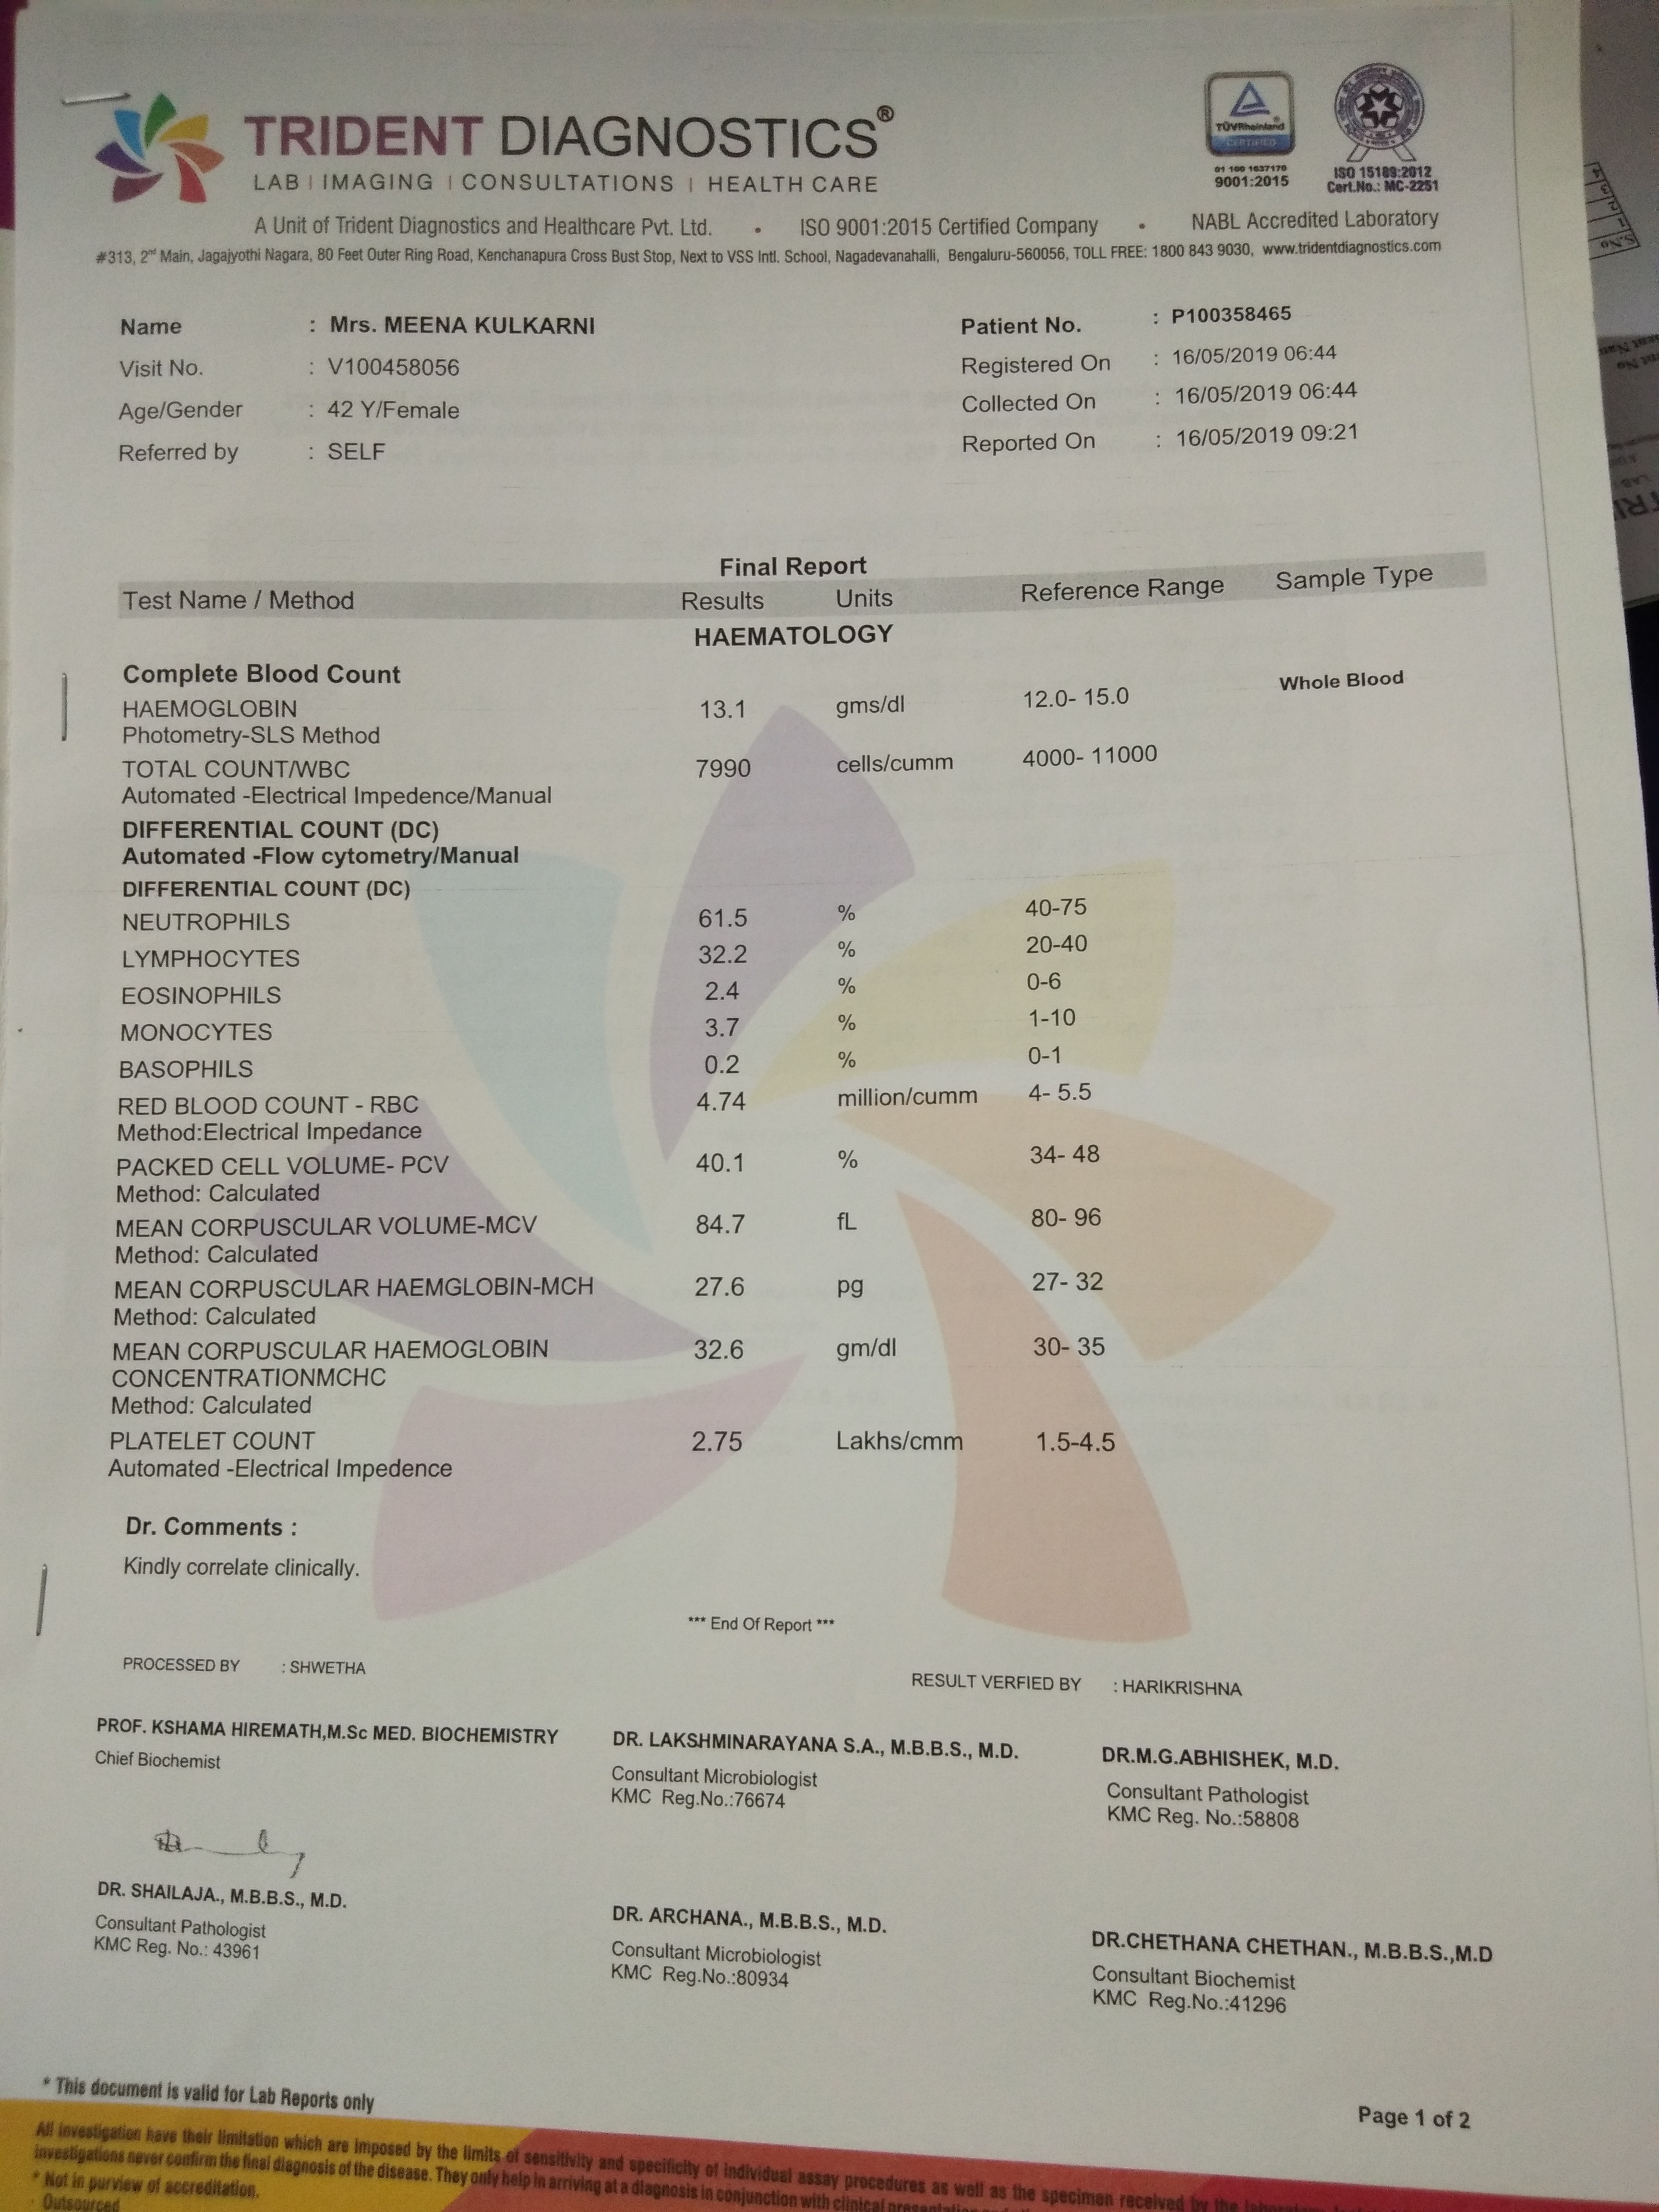 TRIDENT DIAGNOSTICS®
LAB | IMAGING | CONSULTATIONS | HEALTH CARE
TÜVRheinland®
CERTIFIED
01 100 1637170
9001:2015
ISO 15189:2012
Cert.No.: MC-2251
A Unit of Trident Diagnostics and Healthcare Pvt. Ltd. • ISO 9001:2015 Certified Company • NABL Accredited Laboratory
#313, 2nd Main, Jagajyothi Nagara, 80 Feet Outer Ring Road, Kenchanapura Cross Bust Stop, Next to VSS Intl. School, Nagadevanahalli, Bengaluru-560056, TOLL FREE: 1800 843 9030, www.tridentdiagnostics.com
Name : Mrs. MEENA KULKARNI Patient No. : P100358465
Visit No. : V100458056 Registered On : 16/05/2019 06:44
Age/Gender : 42 Y/Female Collected On : 16/05/2019 06:44
Referred by : SELF Reported On : 16/05/2019 09:21
Final Report
Test Name / Method Results Units Reference Range Sample Type
HAEMATOLOGY
Complete Blood Count Whole Blood
HAEMOGLOBIN 13.1 gms/dl 12.0- 15.0
Photometry-SLS Method
TOTAL COUNT/WBC 7990 cells/cumm 4000- 11000
Automated -Electrical Impedence/Manual
DIFFERENTIAL COUNT (DC)
Automated -Flow cytometry/Manual
DIFFERENTIAL COUNT (DC)
NEUTROPHILS 61.5 % 40-75
LYMPHOCYTES 32.2 % 20-40
EOSINOPHILS 2.4 % 0-6
MONOCYTES 3.7 % 1-10
BASOPHILS 0.2 % 0-1
RED BLOOD COUNT - RBC 4.74 million/cumm 4- 5.5
Method:Electrical Impedance
PACKED CELL VOLUME- PCV 40.1 % 34- 48
Method: Calculated
MEAN CORPUSCULAR VOLUME-MCV 84.7 fL 80- 96
Method: Calculated
MEAN CORPUSCULAR HAEMGLOBIN-MCH 27.6 pg 27- 32
Method: Calculated
MEAN CORPUSCULAR HAEMOGLOBIN 32.6 gm/dl 30- 35
CONCENTRATIONMCHC
Method: Calculated
PLATELET COUNT 2.75 Lakhs/cmm 1.5-4.5
Automated -Electrical Impedence
Dr. Comments :
Kindly correlate clinically.
*** End Of Report ***
PROCESSED BY : SHWETHA RESULT VERFIED BY : HARIKRISHNA
PROF. KSHAMA HIREMATH,M.Sc MED. BIOCHEMISTRY
Chief Biochemist
DR. LAKSHMINARAYANA S.A., M.B.B.S., M.D.
Consultant Microbiologist
KMC Reg.No.:76674
DR.M.G.ABHISHEK, M.D.
Consultant Pathologist
KMC Reg. No.:58808
DR. SHAILAJA., M.B.B.S., M.D.
Consultant Pathologist
KMC Reg. No.: 43961
DR. ARCHANA., M.B.B.S., M.D.
Consultant Microbiologist
KMC Reg.No.:80934
DR.CHETHANA CHETHAN., M.B.B.S.,M.D
Consultant Biochemist
KMC Reg.No.:41296
* This document is valid for Lab Reports only
Page 1 of 2
All investigation have their limitation which are imposed by the limits of sensitivity and specificity of individual assay procedures as well as the specimen received by the
investigations never confirm the final diagnosis of the disease. They only help in arriving at a diagnosis in conjunction with clinical
* Not in purview of accreditation.
Outsourced
S.No